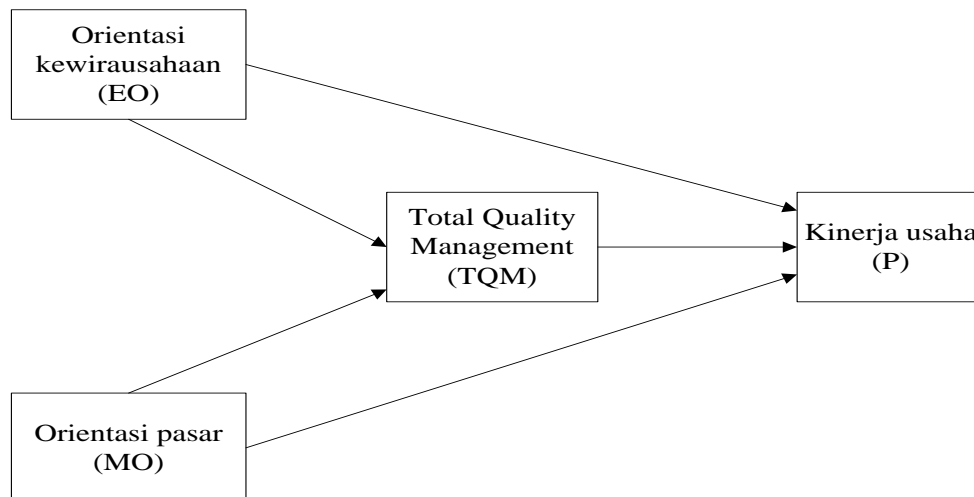 Orientasi
kewirausahaan
(EO)
Total Quality
Management
(TQM)
Kinerja usaha
(P)
Orientasi pasar
(MO)